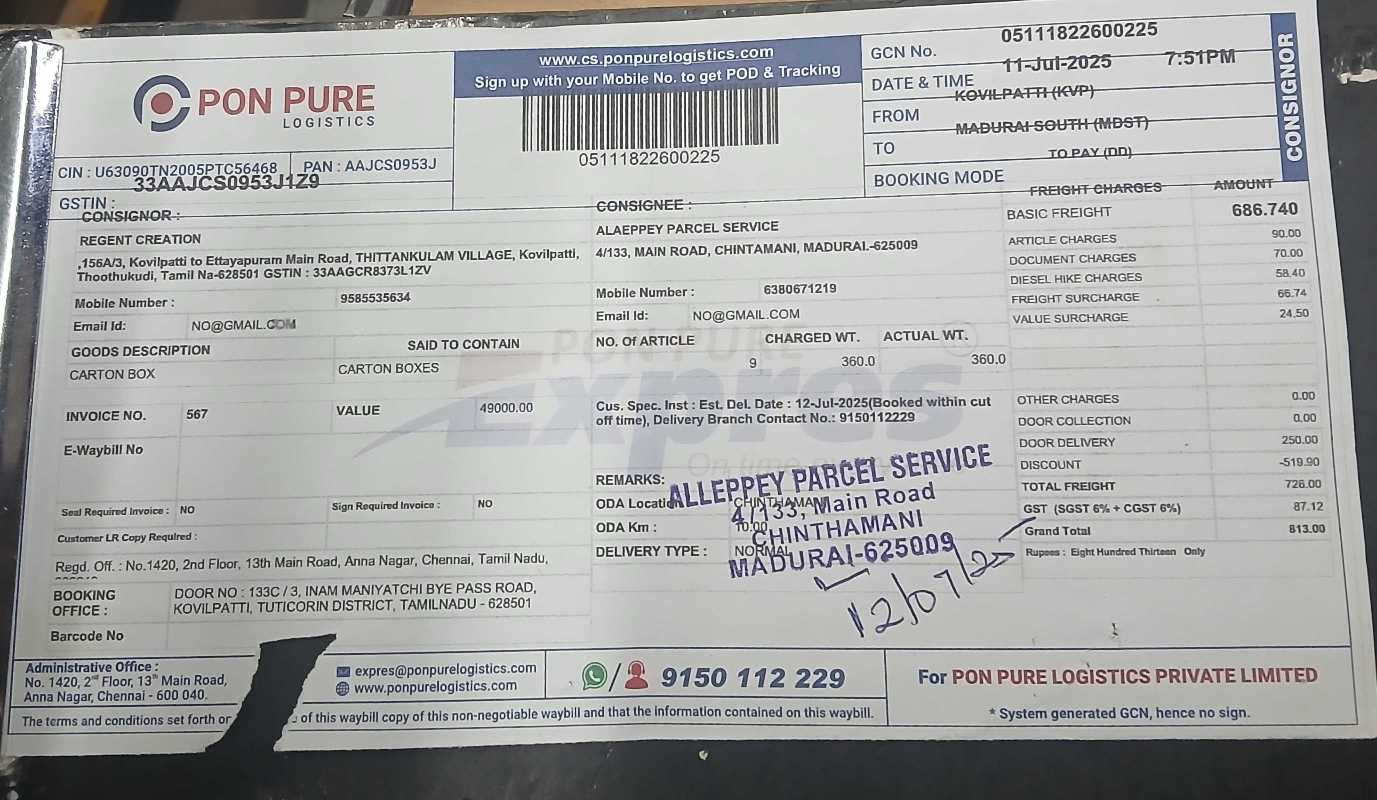 PON PURE
LOGISTICS
CIN : U63090TN2005PTC56468 PAN : AAJCS0953J
33AAJCS0953J1Z9
GSTIN :
www.cs.ponpurelogistics.com
Sign up with your Mobile No. to get POD & Tracking
05111822600225
GCN No. 05111822600225
DATE & TIME 11-Jul-2025 7:51PM
FROM KOVILPATTI (KVP)
TO MADURAI SOUTH (MDST)
BOOKING MODE TO PAY (DD)
CONSIGNOR
CONSIGNOR :
REGENT CREATION
,156A/3, Kovilpatti to Ettayapuram Main Road, THITTANKULAM VILLAGE, Kovilpatti,
Thoothukudi, Tamil Na-628501 GSTIN : 33AAGCR8373L1ZV
Mobile Number : 9585535634
Email Id: NO@GMAIL.COM
CONSIGNEE :
ALAEPPEY PARCEL SERVICE
4/133, MAIN ROAD, CHINTAMANI, MADURAI.-625009
Mobile Number : 6380671219
Email Id: NO@GMAIL.COM
GOODS DESCRIPTION SAID TO CONTAIN NO. Of ARTICLE CHARGED WT. ACTUAL WT.
CARTON BOX CARTON BOXES 9 360.0 360.0
PON PURE
Expres
On time
INVOICE NO. 567 VALUE 49000.00
E-Waybill No
Seal Required Invoice : NO Sign Required Invoice : NO
Customer LR Copy Required :
Regd. Off. : No.1420, 2nd Floor, 13th Main Road, Anna Nagar, Chennai, Tamil Nadu,
BOOKING OFFICE : DOOR NO : 133C / 3, INAM MANIYATCHI BYE PASS ROAD,
KOVILPATTI, TUTICORIN DISTRICT, TAMILNADU - 628501
Barcode No
Cus. Spec. Inst : Est. Del. Date : 12-Jul-2025(Booked within cut
off time), Delivery Branch Contact No.: 9150112229
REMARKS:
ODA Location CHINTHAMANI
ODA Km : 10.00
DELIVERY TYPE : NORMAL
ALLEPPEY PARCEL SERVICE
4/133, Main Road
CHINTHAMANI
MADURAI-625009
12/07/20
FREIGHT CHARGES AMOUNT
BASIC FREIGHT 686.740
ARTICLE CHARGES 90.00
DOCUMENT CHARGES 70.00
DIESEL HIKE CHARGES 58.40
FREIGHT SURCHARGE 66.74
VALUE SURCHARGE 24.50
OTHER CHARGES 0.00
DOOR COLLECTION 0.00
DOOR DELIVERY 250.00
DISCOUNT -519.90
TOTAL FREIGHT 726.00
GST (SGST 6% + CGST 6%) 87.12
Grand Total 813.00
Rupees : Eight Hundred Thirteen Only
Administrative Office :
No. 1420, 2nd Floor, 13th Main Road,
Anna Nagar, Chennai - 600 040.
expres@ponpurelogistics.com
www.ponpurelogistics.com
9150 112 229
For PON PURE LOGISTICS PRIVATE LIMITED
* System generated GCN, hence no sign.
The terms and conditions set forth or
of this waybill copy of this non-negotiable waybill and that the information contained on this waybill.